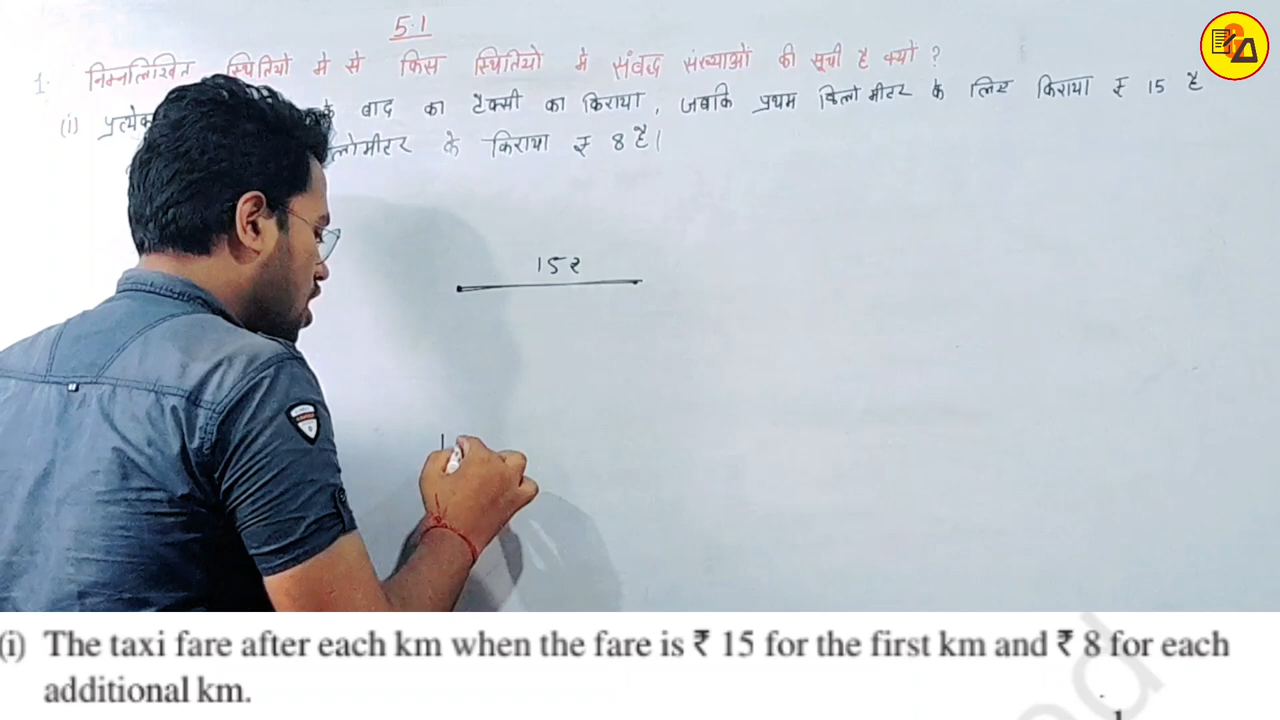 5.1
1. निम्नलिखित स्थितियों में से किस स्थितियों में संबद्ध संख्याओं की सूची है क्यों ?
(i) प्रत्येक के बाद का टैक्सी का किराया, जबकि प्रथम किलोमीटर के लिए किराया ₹ 15 है
के किराया ₹ 8 है।
15₹
(i) The taxi fare after each km when the fare is ₹ 15 for the first km and ₹ 8 for each
additional km.